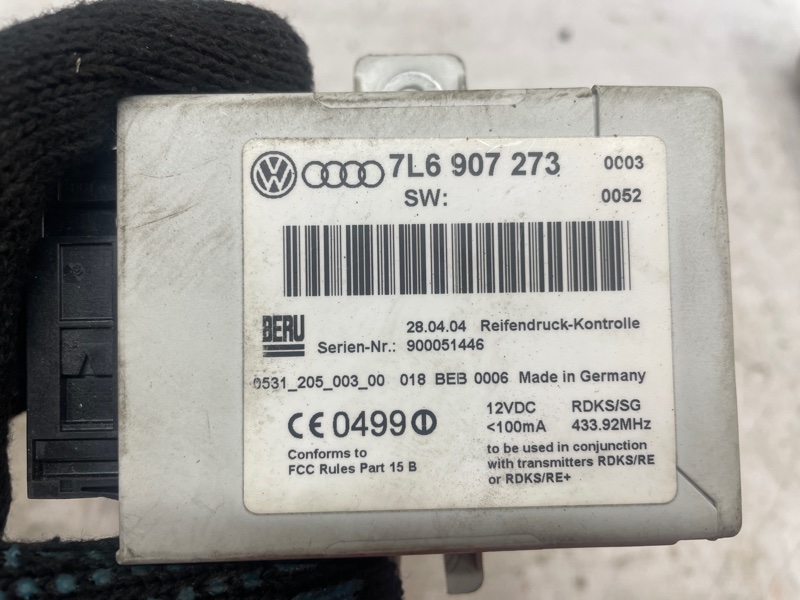 7L6 907 273 0003
SW: 0052
BERU 28.04.04 Reifendruck-Kontrolle
Serien-Nr.: 900051446
0531_205_003_00 018 BEB 0006 Made in Germany
CE 0499 12VDC RDKS/SG
<100mA 433.92MHz
Conforms to
FCC Rules Part 15 B
to be used in conjunction
with transmitters RDKS/RE
or RDKS/RE+